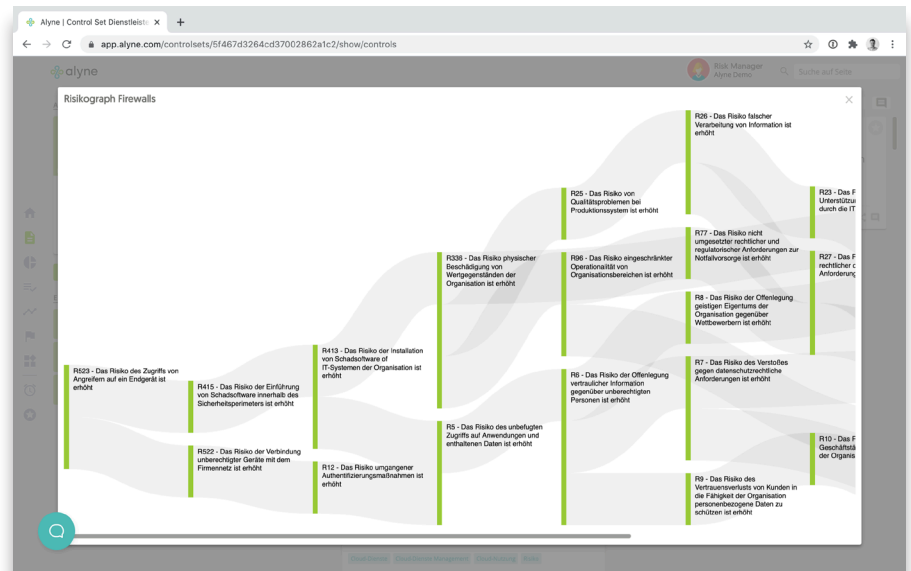 Alyne | Control Set Dienstleiste
app.alyne.com/controlsets/5f467d3264cd37002862a1c2/show/controls
alyne
Risk Manager
Alyne Demo
Suche auf Seite
Risikograph Firewalls
R523 - Das Risiko des Zugriffs von
Angreifern auf ein Endgerät ist
erhöht
R415 - Das Risiko der Einführung
von Schadsoftware innerhalb des
Sicherheitsperimeters ist erhöht
R522 - Das Risiko der Verbindung
unberechtigter Geräte mit dem
Firmennetz ist erhöht
R413 - Das Risiko der Installation
von Schadsoftware of
IT-Systemen der Organisation ist
erhöht
R12 - Das Risiko umgangener
Authentifizierungsmaßnahmen ist
erhöht
R336 - Das Risiko physischer
Beschädigung von
Wertgegenständen der
Organisation ist erhöht
R5 - Das Risiko des unbefugten
Zugriffs auf Anwendungen und
enthaltenen Daten ist erhöht
R25 - Das Risiko von
Qualitätsproblemen bei
Produktionssystem ist erhöht
R96 - Das Risiko eingeschränkter
Operationalität von
Organisationsbereichen ist erhöht
R6 - Das Risiko der Offenlegung
vertraulicher Information
gegenüber unberechtigten
Personen ist erhöht
R26 - Das Risiko falscher
Verarbeitung von Information ist
erhöht
R77 - Das Risiko nicht
umgesetzter rechtlicher und
regulatorischer Anforderungen zur
Notfallvorsorge ist erhöht
R8 - Das Risiko der Offenlegung
geistigen Eigentums der
Organisation gegenüber
Wettbewerbern ist erhöht
R7 - Das Risiko des Verstoßes
gegen datenschutzrechtliche
Anforderungen ist erhöht
R9 - Das Risiko des
Vertrauensverlusts von Kunden in
die Fähigkeit der Organisation
personenbezogene Daten zu
schützen ist erhöht
R23 - Das R
Unterstützu
durch die IT
R27 - Das R
rechtlicher o
Anforderung
R10 - Das R
Geschäftstä
der Organis